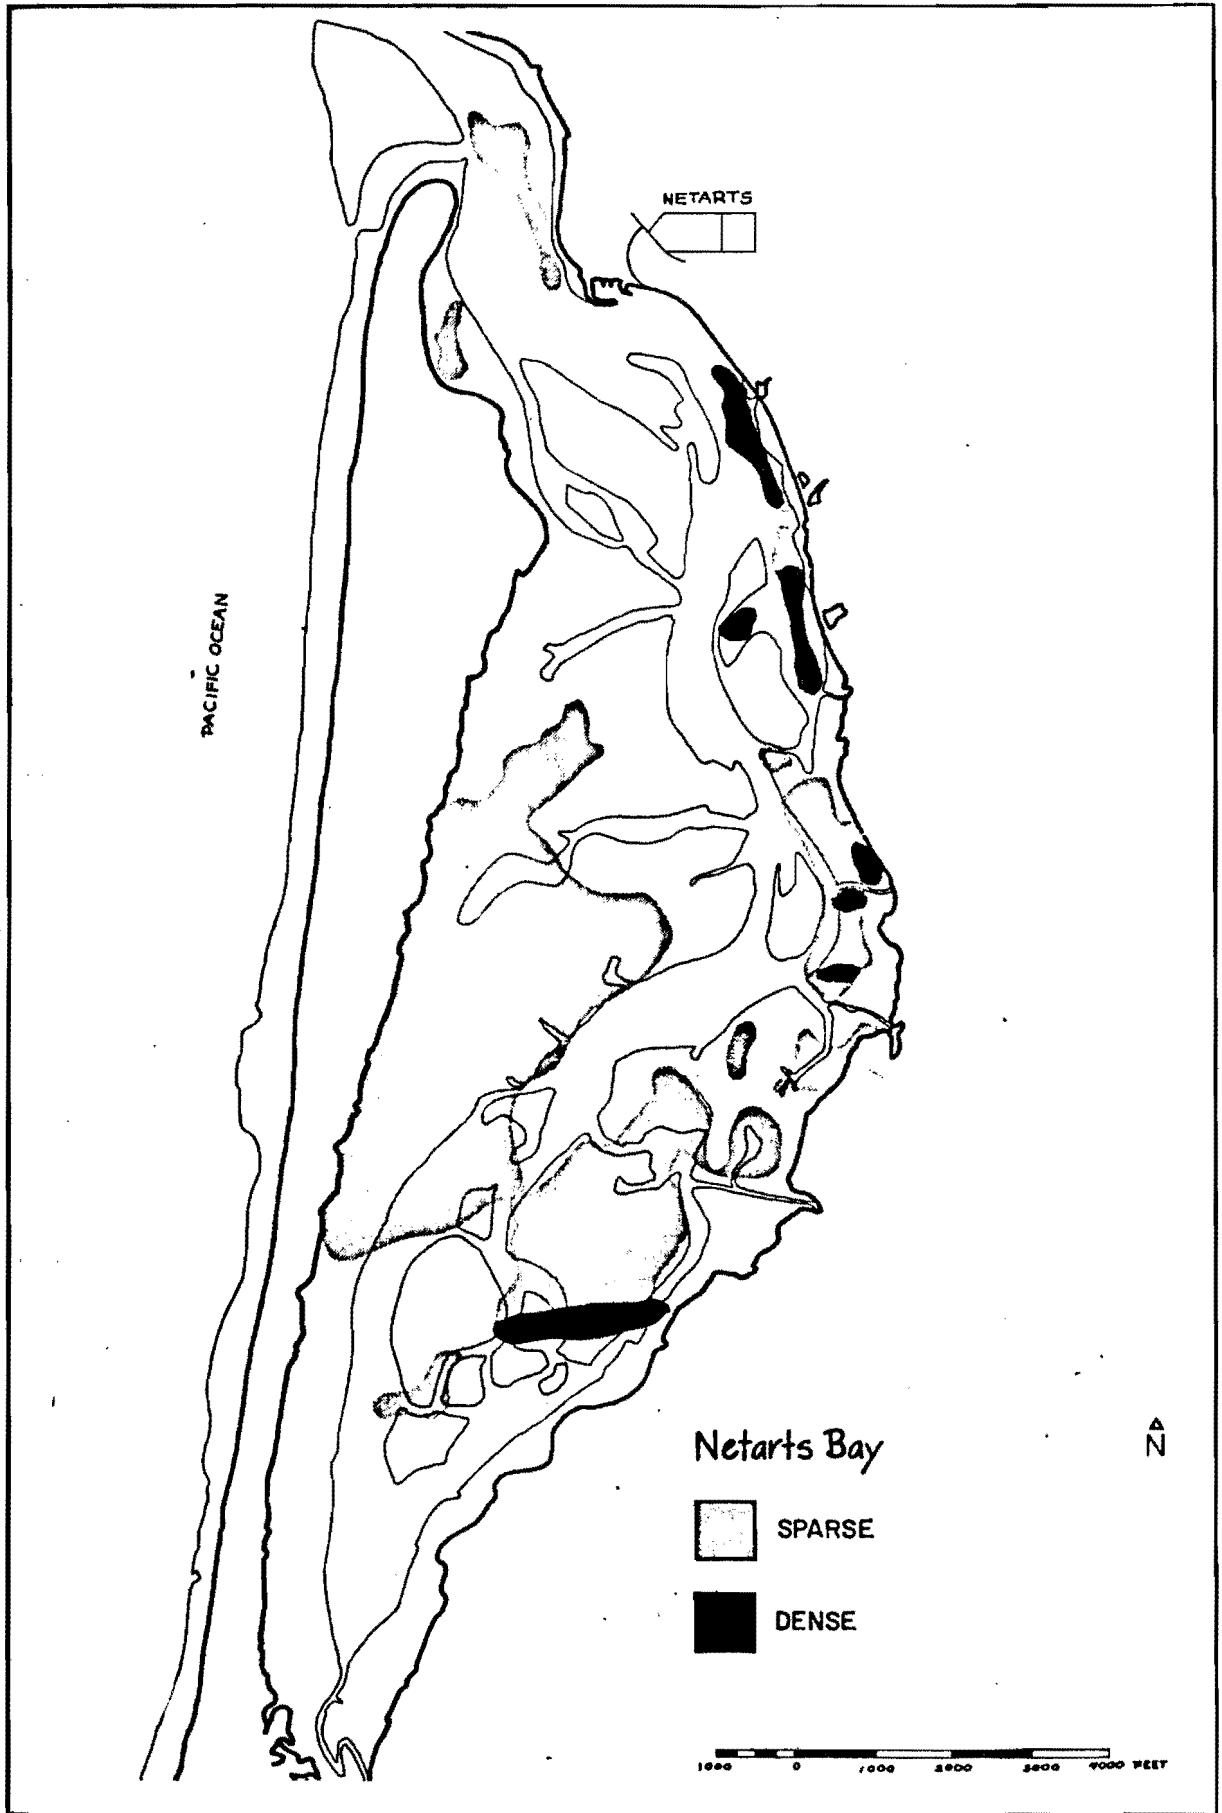 NETARTS
PACIFIC OCEAN
Netarts Bay
N
SPARSE
DENSE
1000 0 1000 2000 3000 4000 FEET